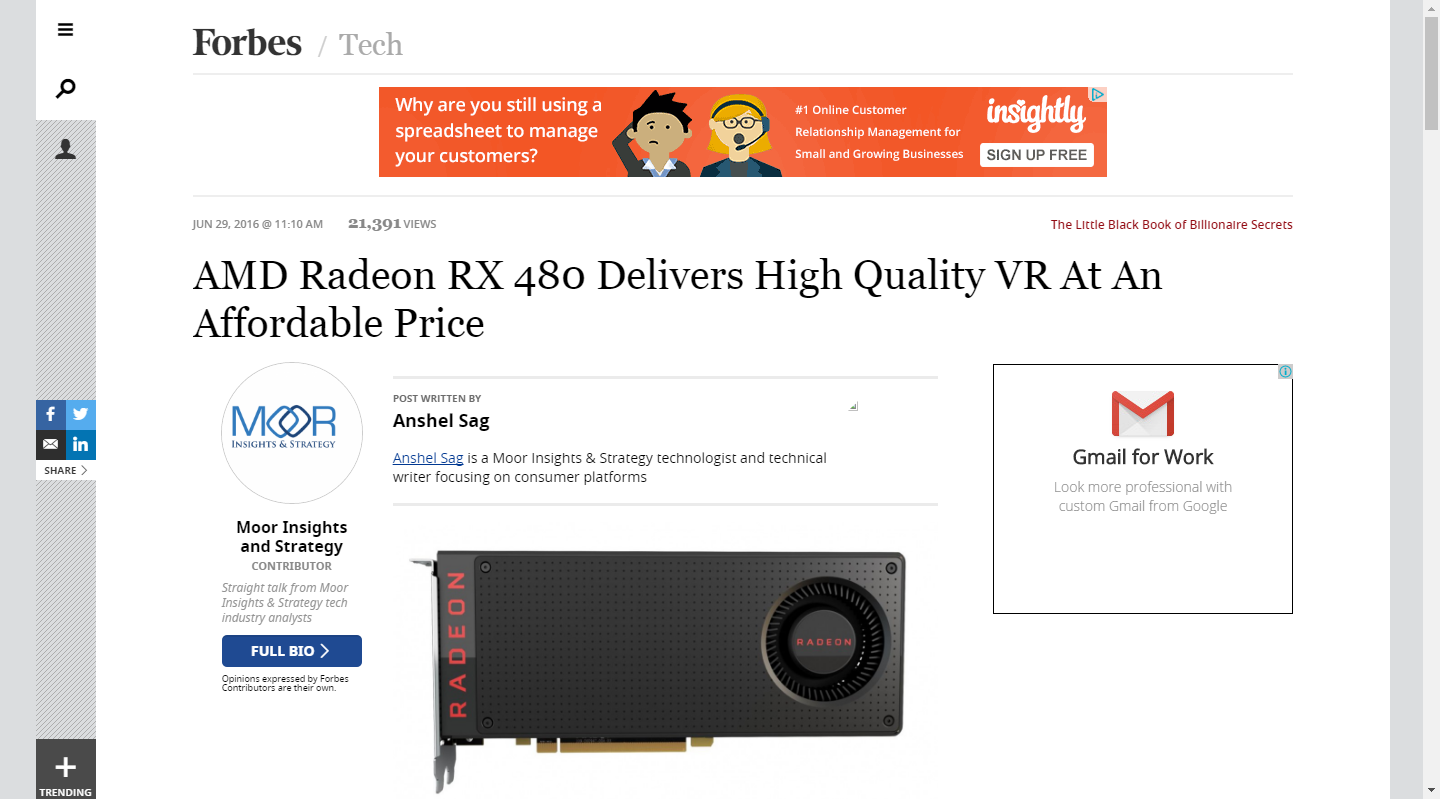 Forbes / Tech
Why are you still using a
spreadsheet to manage
your customers?
#1 Online Customer
Relationship Management for
Small and Growing Businesses
insightly
SIGN UP FREE
JUN 29, 2016 @ 11:10 AM 21,391 VIEWS
The Little Black Book of Billionaire Secrets
AMD Radeon RX 480 Delivers High Quality VR At An
Affordable Price
MOOR
INSIGHTS & STRATEGY
Moor Insights
and Strategy
CONTRIBUTOR
Straight talk from Moor
Insights & Strategy tech
industry analysts
FULL BIO
Opinions expressed by Forbes
Contributors are their own.
POST WRITTEN BY
Anshel Sag
Anshel Sag is a Moor Insights & Strategy technologist and technical
writer focusing on consumer platforms
RADEON
RADEON
Gmail for Work
Look more professional with
custom Gmail from Google
f
in
SHARE
+
TRENDING